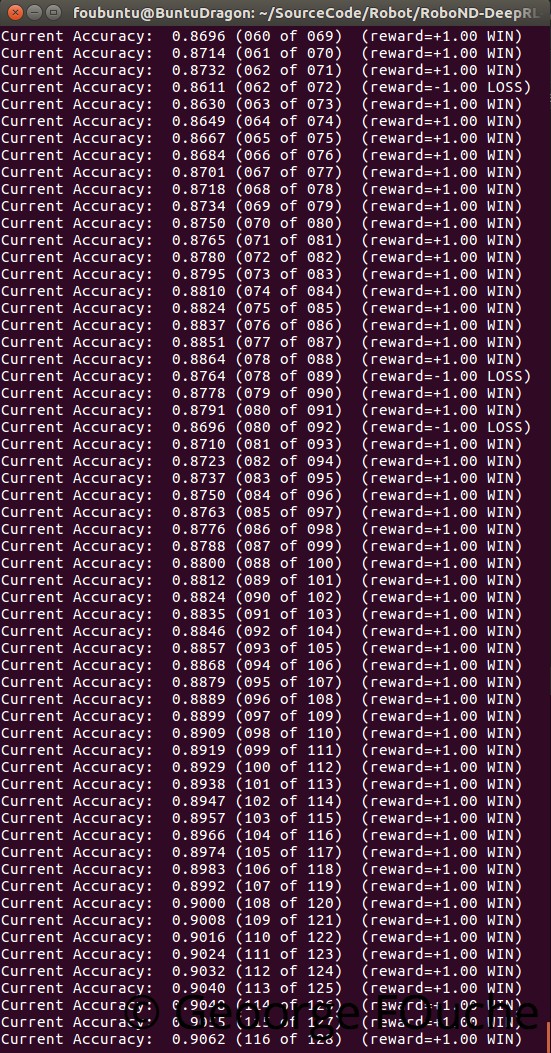 foubuntu@BuntuDragon: ~/SourceCode/Robot/RoboND-DeepRL
Current Accuracy:  0.8696 (060 of 069)  (reward=+1.00 WIN)
Current Accuracy:  0.8714 (061 of 070)  (reward=+1.00 WIN)
Current Accuracy:  0.8732 (062 of 071)  (reward=+1.00 WIN)
Current Accuracy:  0.8611 (062 of 072)  (reward=-1.00 LOSS)
Current Accuracy:  0.8630 (063 of 073)  (reward=+1.00 WIN)
Current Accuracy:  0.8649 (064 of 074)  (reward=+1.00 WIN)
Current Accuracy:  0.8667 (065 of 075)  (reward=+1.00 WIN)
Current Accuracy:  0.8684 (066 of 076)  (reward=+1.00 WIN)
Current Accuracy:  0.8701 (067 of 077)  (reward=+1.00 WIN)
Current Accuracy:  0.8718 (068 of 078)  (reward=+1.00 WIN)
Current Accuracy:  0.8734 (069 of 079)  (reward=+1.00 WIN)
Current Accuracy:  0.8750 (070 of 080)  (reward=+1.00 WIN)
Current Accuracy:  0.8765 (071 of 081)  (reward=+1.00 WIN)
Current Accuracy:  0.8780 (072 of 082)  (reward=+1.00 WIN)
Current Accuracy:  0.8795 (073 of 083)  (reward=+1.00 WIN)
Current Accuracy:  0.8810 (074 of 084)  (reward=+1.00 WIN)
Current Accuracy:  0.8824 (075 of 085)  (reward=+1.00 WIN)
Current Accuracy:  0.8837 (076 of 086)  (reward=+1.00 WIN)
Current Accuracy:  0.8851 (077 of 087)  (reward=+1.00 WIN)
Current Accuracy:  0.8864 (078 of 088)  (reward=+1.00 WIN)
Current Accuracy:  0.8764 (078 of 089)  (reward=-1.00 LOSS)
Current Accuracy:  0.8778 (079 of 090)  (reward=+1.00 WIN)
Current Accuracy:  0.8791 (080 of 091)  (reward=+1.00 WIN)
Current Accuracy:  0.8696 (080 of 092)  (reward=-1.00 LOSS)
Current Accuracy:  0.8710 (081 of 093)  (reward=+1.00 WIN)
Current Accuracy:  0.8723 (082 of 094)  (reward=+1.00 WIN)
Current Accuracy:  0.8737 (083 of 095)  (reward=+1.00 WIN)
Current Accuracy:  0.8750 (084 of 096)  (reward=+1.00 WIN)
Current Accuracy:  0.8763 (085 of 097)  (reward=+1.00 WIN)
Current Accuracy:  0.8776 (086 of 098)  (reward=+1.00 WIN)
Current Accuracy:  0.8788 (087 of 099)  (reward=+1.00 WIN)
Current Accuracy:  0.8800 (088 of 100)  (reward=+1.00 WIN)
Current Accuracy:  0.8812 (089 of 101)  (reward=+1.00 WIN)
Current Accuracy:  0.8824 (090 of 102)  (reward=+1.00 WIN)
Current Accuracy:  0.8835 (091 of 103)  (reward=+1.00 WIN)
Current Accuracy:  0.8846 (092 of 104)  (reward=+1.00 WIN)
Current Accuracy:  0.8857 (093 of 105)  (reward=+1.00 WIN)
Current Accuracy:  0.8868 (094 of 106)  (reward=+1.00 WIN)
Current Accuracy:  0.8879 (095 of 107)  (reward=+1.00 WIN)
Current Accuracy:  0.8889 (096 of 108)  (reward=+1.00 WIN)
Current Accuracy:  0.8899 (097 of 109)  (reward=+1.00 WIN)
Current Accuracy:  0.8909 (098 of 110)  (reward=+1.00 WIN)
Current Accuracy:  0.8919 (099 of 111)  (reward=+1.00 WIN)
Current Accuracy:  0.8929 (100 of 112)  (reward=+1.00 WIN)
Current Accuracy:  0.8938 (101 of 113)  (reward=+1.00 WIN)
Current Accuracy:  0.8947 (102 of 114)  (reward=+1.00 WIN)
Current Accuracy:  0.8957 (103 of 115)  (reward=+1.00 WIN)
Current Accuracy:  0.8966 (104 of 116)  (reward=+1.00 WIN)
Current Accuracy:  0.8974 (105 of 117)  (reward=+1.00 WIN)
Current Accuracy:  0.8983 (106 of 118)  (reward=+1.00 WIN)
Current Accuracy:  0.8992 (107 of 119)  (reward=+1.00 WIN)
Current Accuracy:  0.9000 (108 of 120)  (reward=+1.00 WIN)
Current Accuracy:  0.9008 (109 of 121)  (reward=+1.00 WIN)
Current Accuracy:  0.9016 (110 of 122)  (reward=+1.00 WIN)
Current Accuracy:  0.9024 (111 of 123)  (reward=+1.00 WIN)
Current Accuracy:  0.9032 (112 of 124)  (reward=+1.00 WIN)
Current Accuracy:  0.9040 (113 of 125)  (reward=+1.00 WIN)
Current (reward=+1.00 WIN)
Current (reward=+1.00 WIN)
Current Accuracy:  0.9062 (116 of 128)  (reward=+1.00 WIN)
© Geoorge FOuche